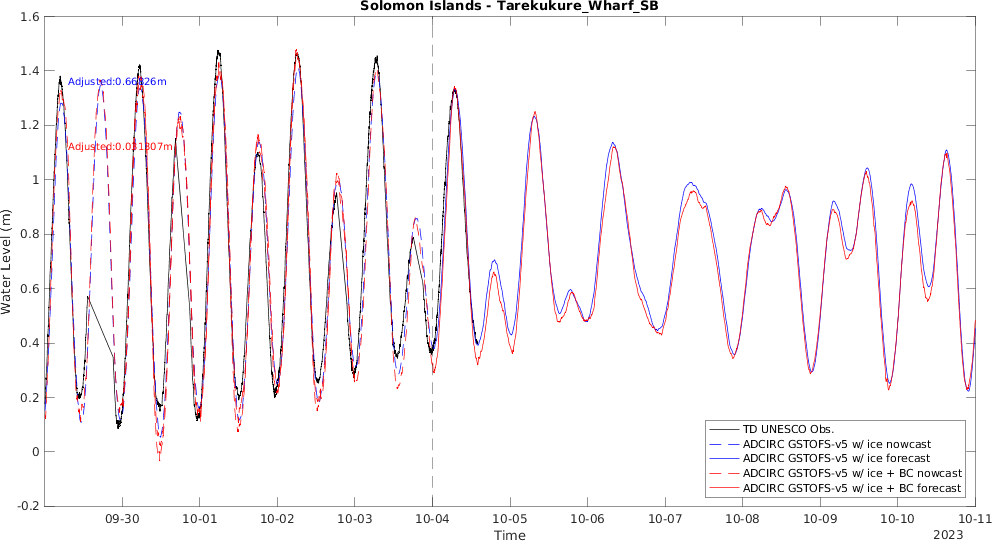 Solomon Islands - Tarekukure_Wharf_SB
1.6
1.4
1.2
1
0.8
0.6
0.4
0.2
0
-0.2
Water Level (m)
Adjusted:0.66826m
Adjusted:0.031307m
TD UNESCO Obs.
ADCIRC GSTOFS-v5 w/ ice nowcast
ADCIRC GSTOFS-v5 w/ ice forecast
ADCIRC GSTOFS-v5 w/ ice + BC nowcast
ADCIRC GSTOFS-v5 w/ ice + BC forecast
09-30 10-01 10-02 10-03 10-04 10-05 10-06 10-07 10-08 10-09 10-10 10-11
Time
2023